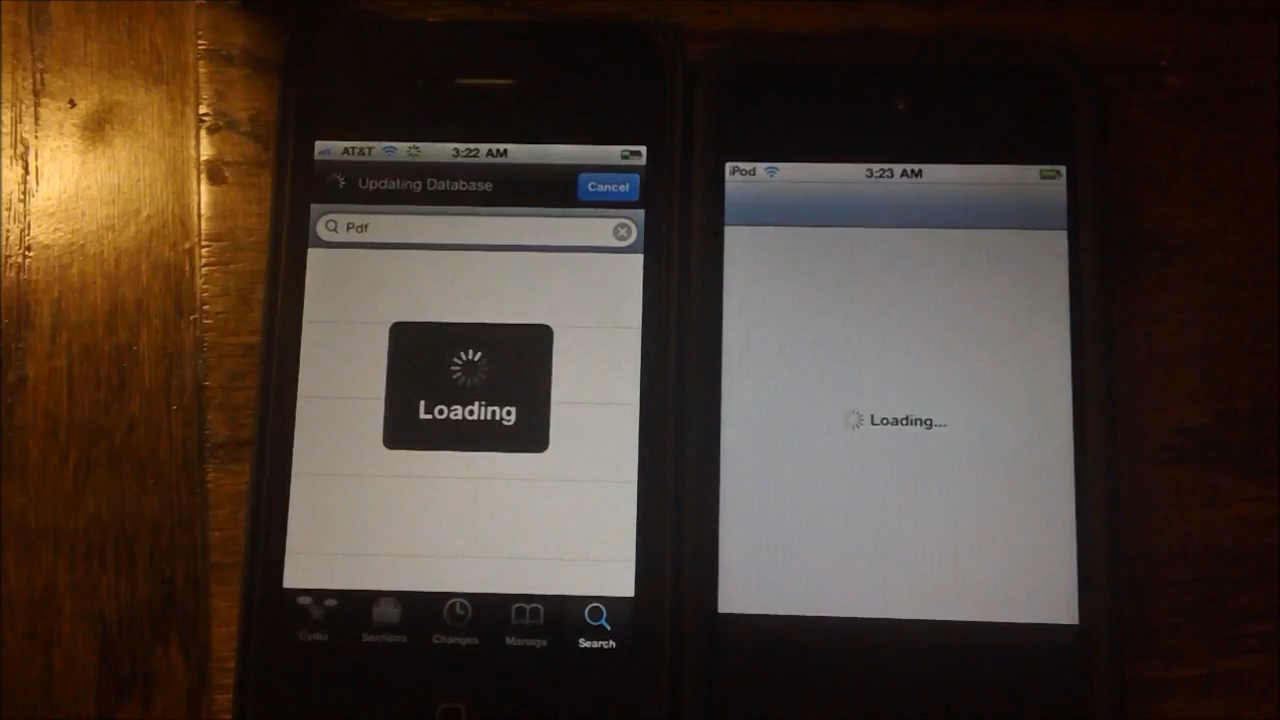 AT&T 3:22 AM
Updating Database Cancel
Pdf
Loading
Cydia Sections Changes Manage Search
iPod 3:23 AM
Loading...